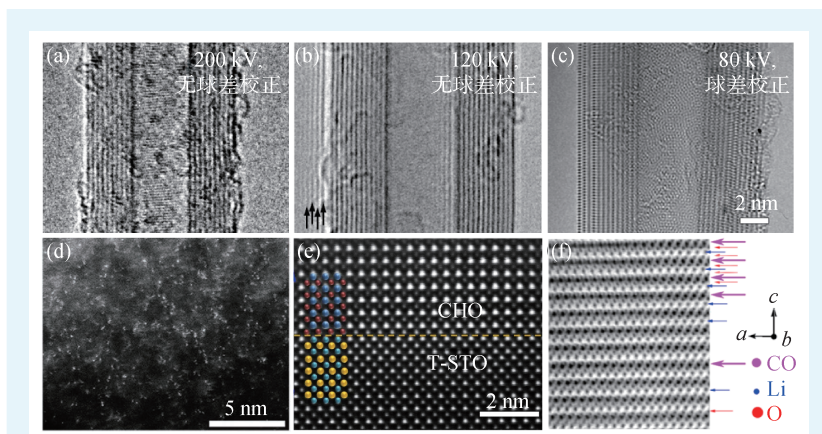 (a)
200 kV,
无球差校正
(b)
120 kV,
无球差校正
(c)
80 kV,
球差校正
2 nm
(d)
5 nm
(e)
CHO
T-STO
2 nm
(f)
c
a
b
CO
Li
O